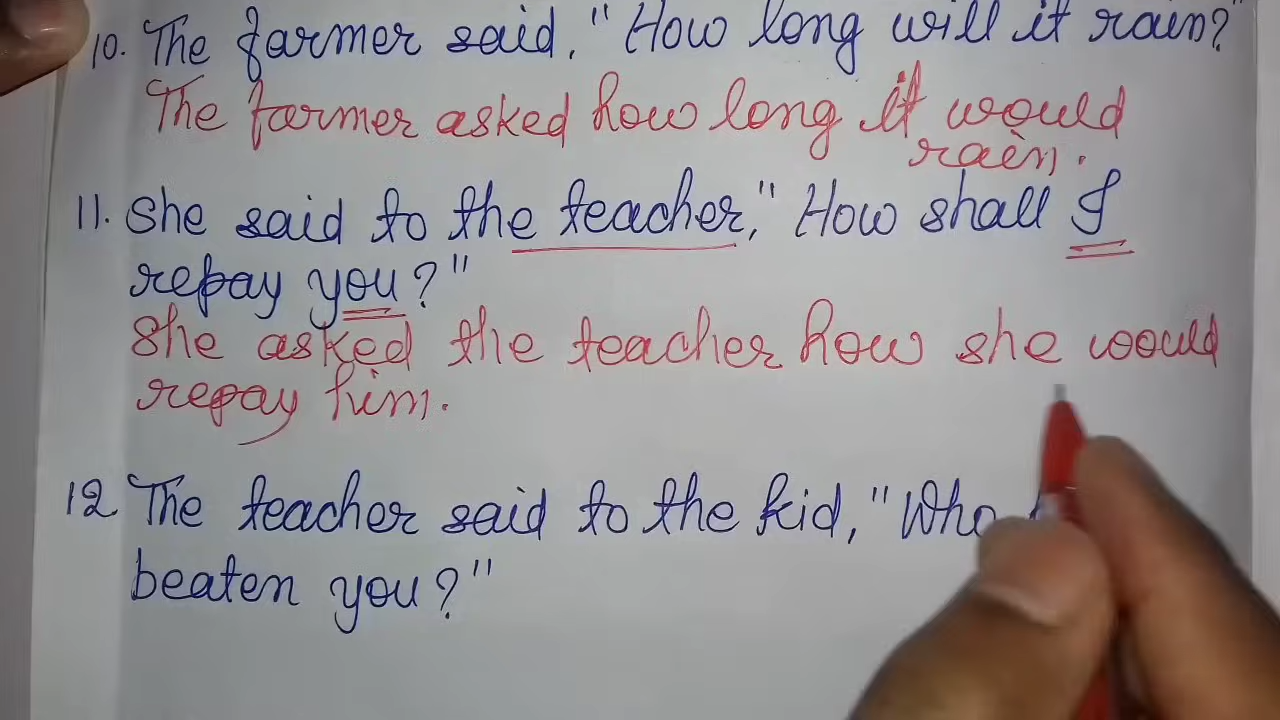 10. The farmer said, "How long will it rain?"
The farmer asked how long it would
rain.
11. She said to the teacher," How shall I
repay you?"
She asked the teacher how she would
repay him.
12 The teacher said to the kid, "Who
beaten you?"